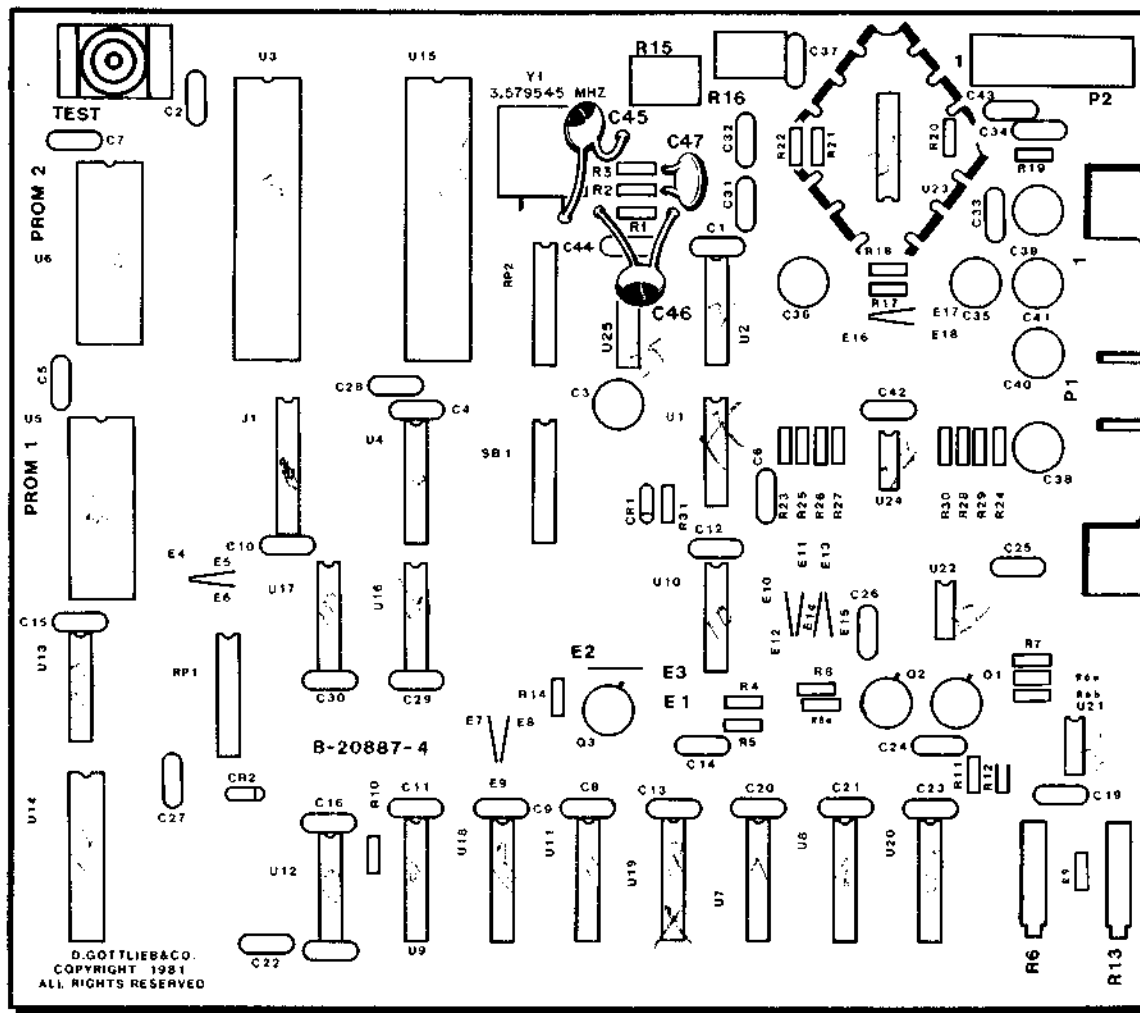 U3
U15
R15
C37
1
Y1
3.579545 MHZ
P2
TEST
C2
C45
R16
C43
C7
C32
R22
R21
R20
C34
C47
R3
R2
R19
PROM 2
U6
C31
U23
C33
R1
C1
C44
R18
C39
1
RP2
R17
C46
C36
E16
E17
E18
C35
C41
U25
U2
C40
C5
C28
C3
P1
U5
J1
C4
U4
SB1
U1
C42
C6
C38
PROM 1
U24
R23
R25
R26
R27
R30
R28
R29
R24
CR1
R31
C12
E4
E5
E6
C10
U17
U16
U10
E11
E13
E10
E12
E14
E15
C26
U22
C25
C15
U13
RP1
E2
E3
E1
R7
R14
C30
C29
R4
R8
R8a
Q2
Q1
R6a
R6b
U21
E7
E8
Q3
R5
B-20887-4
C14
C24
R11
R12
CR2
E9
C27
C16
R10
C11
C9
C8
C13
C20
C21
C23
C19
U14
U12
U18
U11
U19
U7
U8
U20
E9
U9
C22
R6
R13
D.GOTTLIEB&CO.
COPYRIGHT 1981
ALL RIGHTS RESERVED